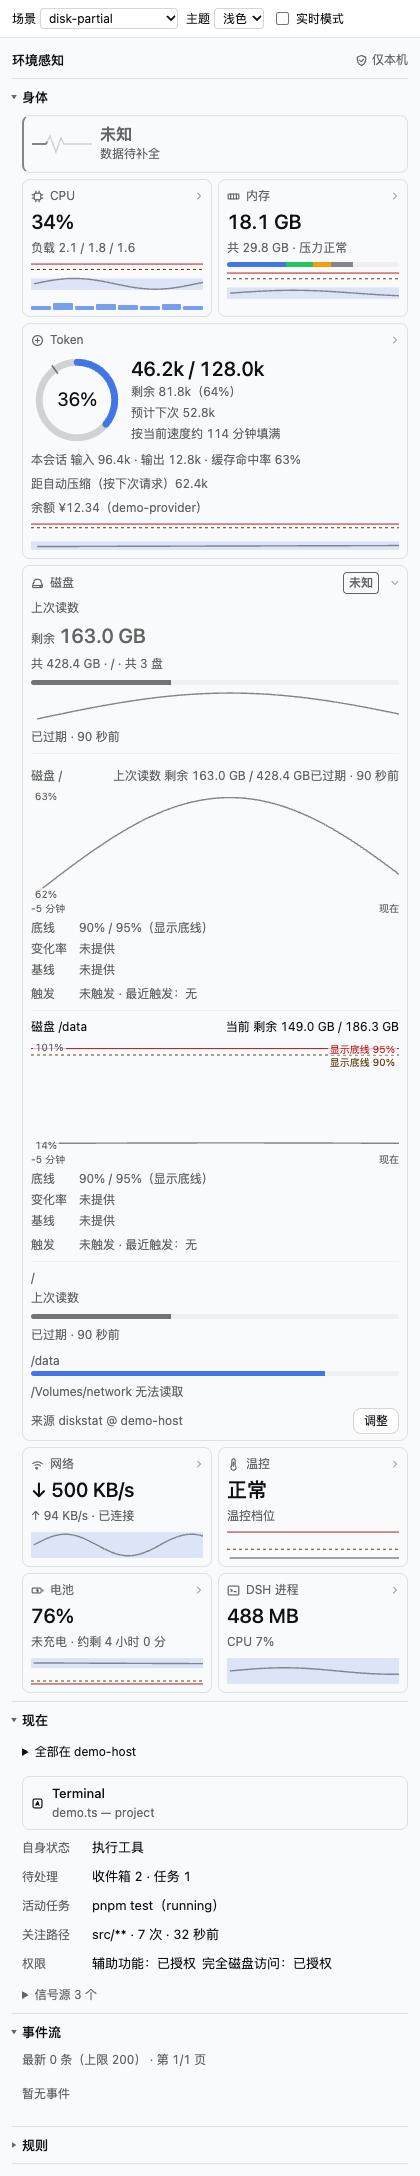 场景 disk-partial 主题 浅色 实时模式
环境感知 仅本机
身体
未知
数据待补全
CPU
34%
负载 2.1 / 1.8 / 1.6
内存
18.1 GB
共 29.8 GB · 压力正常
Token
36%
46.2k / 128.0k
剩余 81.8k（64%）
预计下次 52.8k
按当前速度约 114 分钟填满
本会话 输入 96.4k · 输出 12.8k · 缓存命中率 63%
距自动压缩（按下次请求）62.4k
余额 ¥12.34（demo-provider）
磁盘 未知
上次读数
剩余 163.0 GB
共 428.4 GB · / · 共 3 盘
已过期 · 90 秒前
磁盘 / 上次读数 剩余 163.0 GB / 428.4 GB已过期 · 90 秒前
63%
62%
-5 分钟 现在
底线 90% / 95%（显示底线）
变化率 未提供
基线 未提供
触发 未触发 · 最近触发：无
磁盘 /data 当前 剩余 149.0 GB / 186.3 GB
101% 显示底线 95%
显示底线 90%
14%
-5 分钟 现在
底线 90% / 95%（显示底线）
变化率 未提供
基线 未提供
触发 未触发 · 最近触发：无
/
上次读数
已过期 · 90 秒前
/data
/Volumes/network 无法读取
来源 diskstat @ demo-host 调整
网络
↓ 500 KB/s
↑ 94 KB/s · 已连接
温控
正常
温控档位
电池
76%
未充电 · 约剩 4 小时 0 分
DSH 进程
488 MB
CPU 7%
现在
全部在 demo-host
Terminal
demo.ts — project
自身状态 执行工具
待处理 收件箱 2 · 任务 1
活动任务 pnpm test（running）
关注路径 src/** · 7 次 · 32 秒前
权限 辅助功能：已授权 完全磁盘访问：已授权
信号源 3 个
事件流
最新 0 条（上限 200） · 第 1/1 页
暂无事件
规则